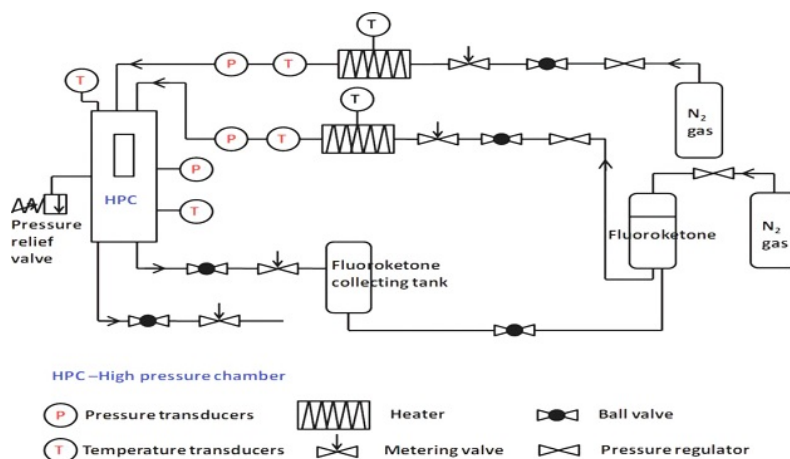 T
P
T
N₂
gas
T
T
P
T
N₂
gas
P
HPC
T
Pressure
relief
valve
Fluoroketone
Fluoroketone
collecting tank
HPC –High pressure chamber
P Pressure transducers
Heater
Ball valve
T Temperature transducers
Metering valve
Pressure regulator